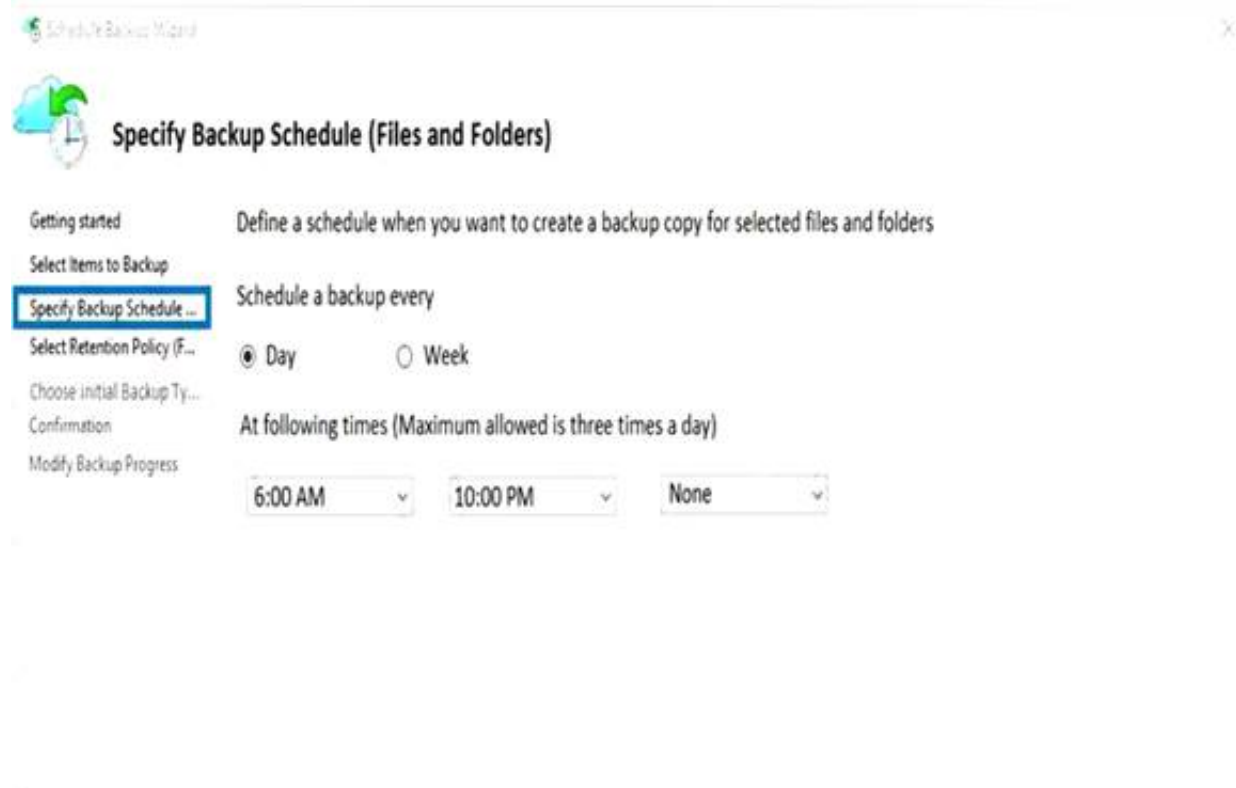 Schedule Backup Wizard
Specify Backup Schedule (Files and Folders)
Getting started
Select Items to Backup
Specify Backup Schedule ...
Select Retention Policy (F...
Choose initial Backup Ty...
Confirmation
Modify Backup Progress
Define a schedule when you want to create a backup copy for selected files and folders
Schedule a backup every
Day Week
At following times (Maximum allowed is three times a day)
6:00 AM 10:00 PM None